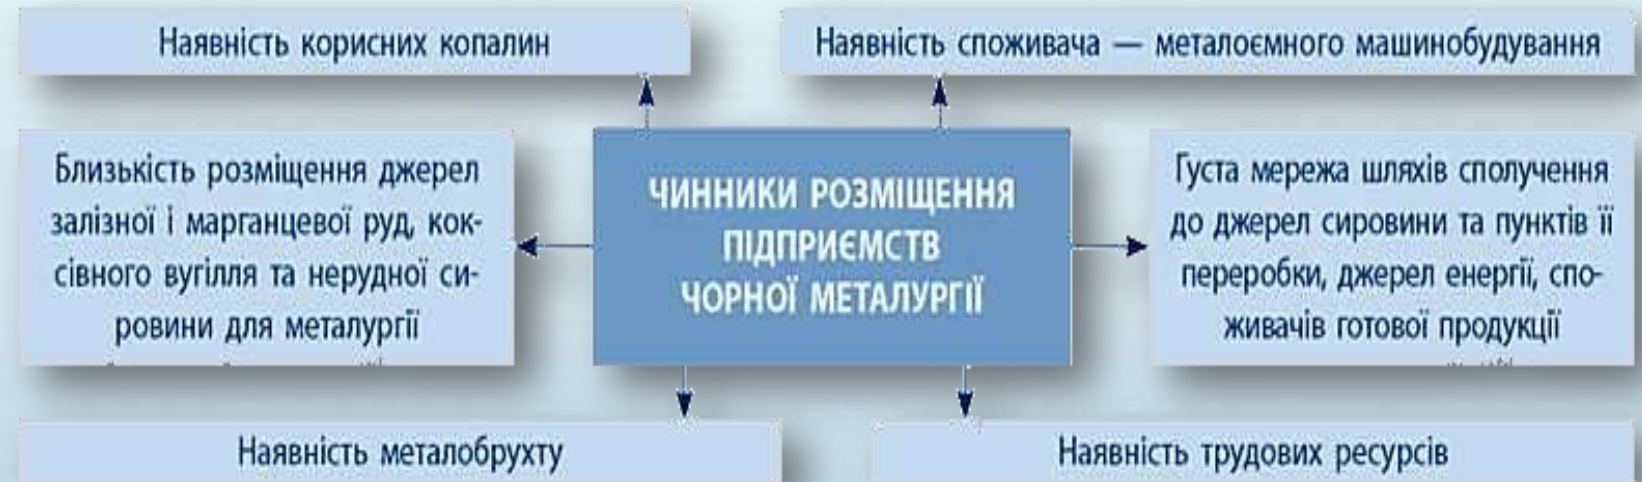 Наявність корисних копалин
Наявність споживача — металоємного машинобудування
Близькість розміщення джерел
залізної і марганцевої руд, кок-
сівного вугілля та нерудної си-
ровини для металургії
ЧИННИКИ РОЗМІЩЕННЯ
ПІДПРИЄМСТВ
ЧОРНОЇ МЕТАЛУРГІЇ
Густа мережа шляхів сполучення
до джерел сировини та пунктів її
переробки, джерел енергії, спо-
живачів готової продукції
Наявність металобрухту
Наявність трудових ресурсів